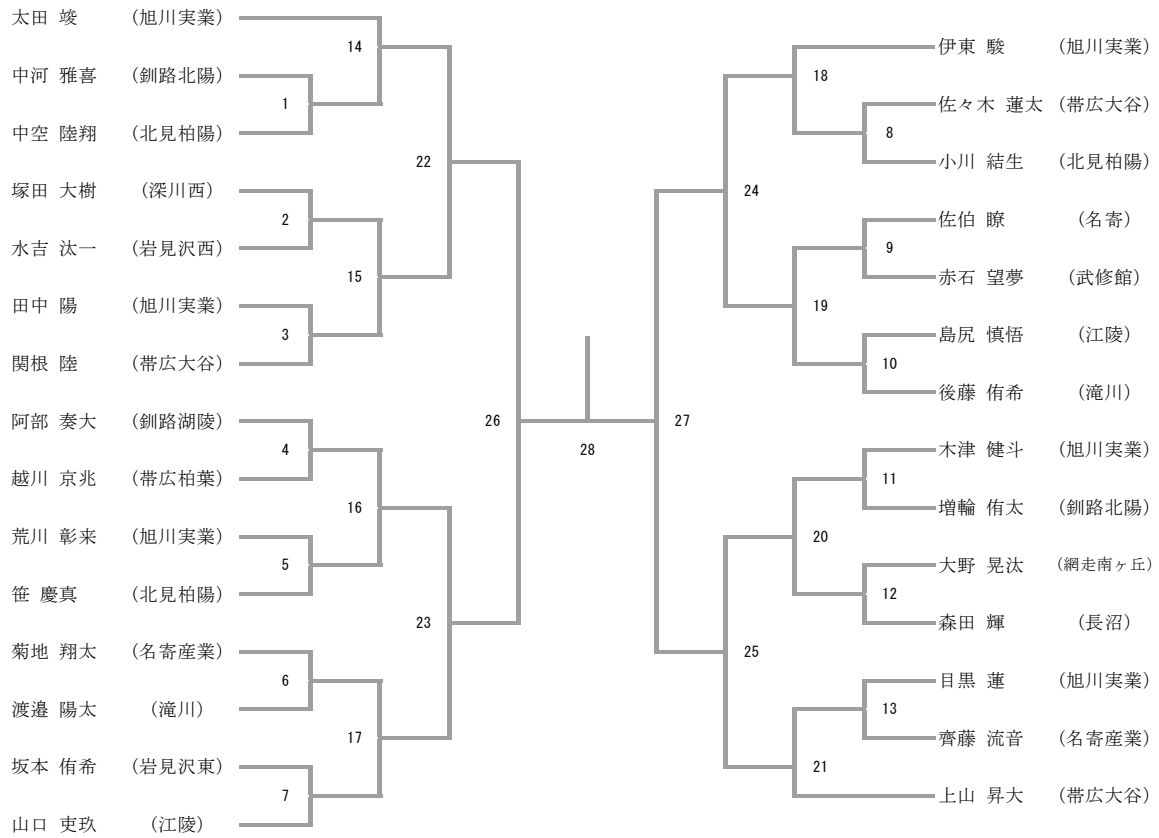 太田 竣 （旭川実業）
14
中河 雅喜 （釧路北陽）
1
中空 陸翔 （北見柏陽）
22
塚田 大樹 （深川西）
2
水吉 汰一 （岩見沢西）
15
田中 陽 （旭川実業）
3
関根 陸 （帯広大谷）
26
阿部 奏大 （釧路湖陵）
4
越川 京兆 （帯広柏葉）
16
荒川 彰来 （旭川実業）
5
笹 慶真 （北見柏陽）
23
菊地 翔太 （名寄産業）
6
渡邉 陽太 （滝川）
17
坂本 侑希 （岩見沢東）
7
山口 吏玖 （江陵）
28
伊東 駿 （旭川実業）
18
佐々木 蓮太 （帯広大谷）
8
小川 結生 （北見柏陽）
24
佐伯 瞭 （名寄）
9
赤石 望夢 （武修館）
19
島尻 慎悟 （江陵）
10
後藤 侑希 （滝川）
27
木津 健斗 （旭川実業）
11
増輪 侑太 （釧路北陽）
20
大野 晃汰 （網走南ヶ丘）
12
森田 輝 （長沼）
25
目黒 蓮 （旭川実業）
13
齊藤 流音 （名寄産業）
21
上山 昇大 （帯広大谷）